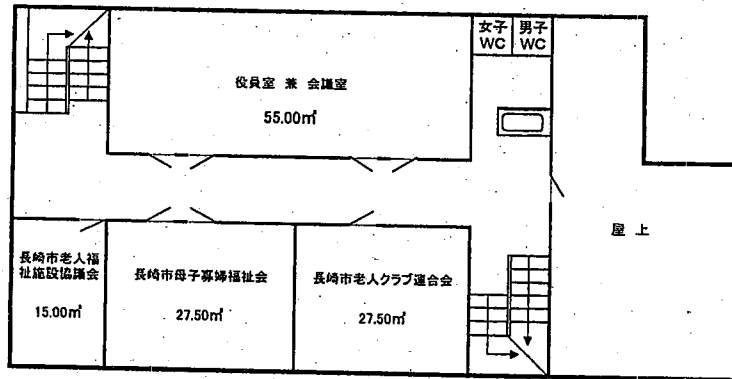 女子
WC
男子
WC
役員室 兼 会議室
55.00㎡
屋 上
長崎市老人福
祉施設協議会
15.00㎡
長崎市母子寡婦福祉会
27.50㎡
長崎市老人クラブ連合会
27.50㎡